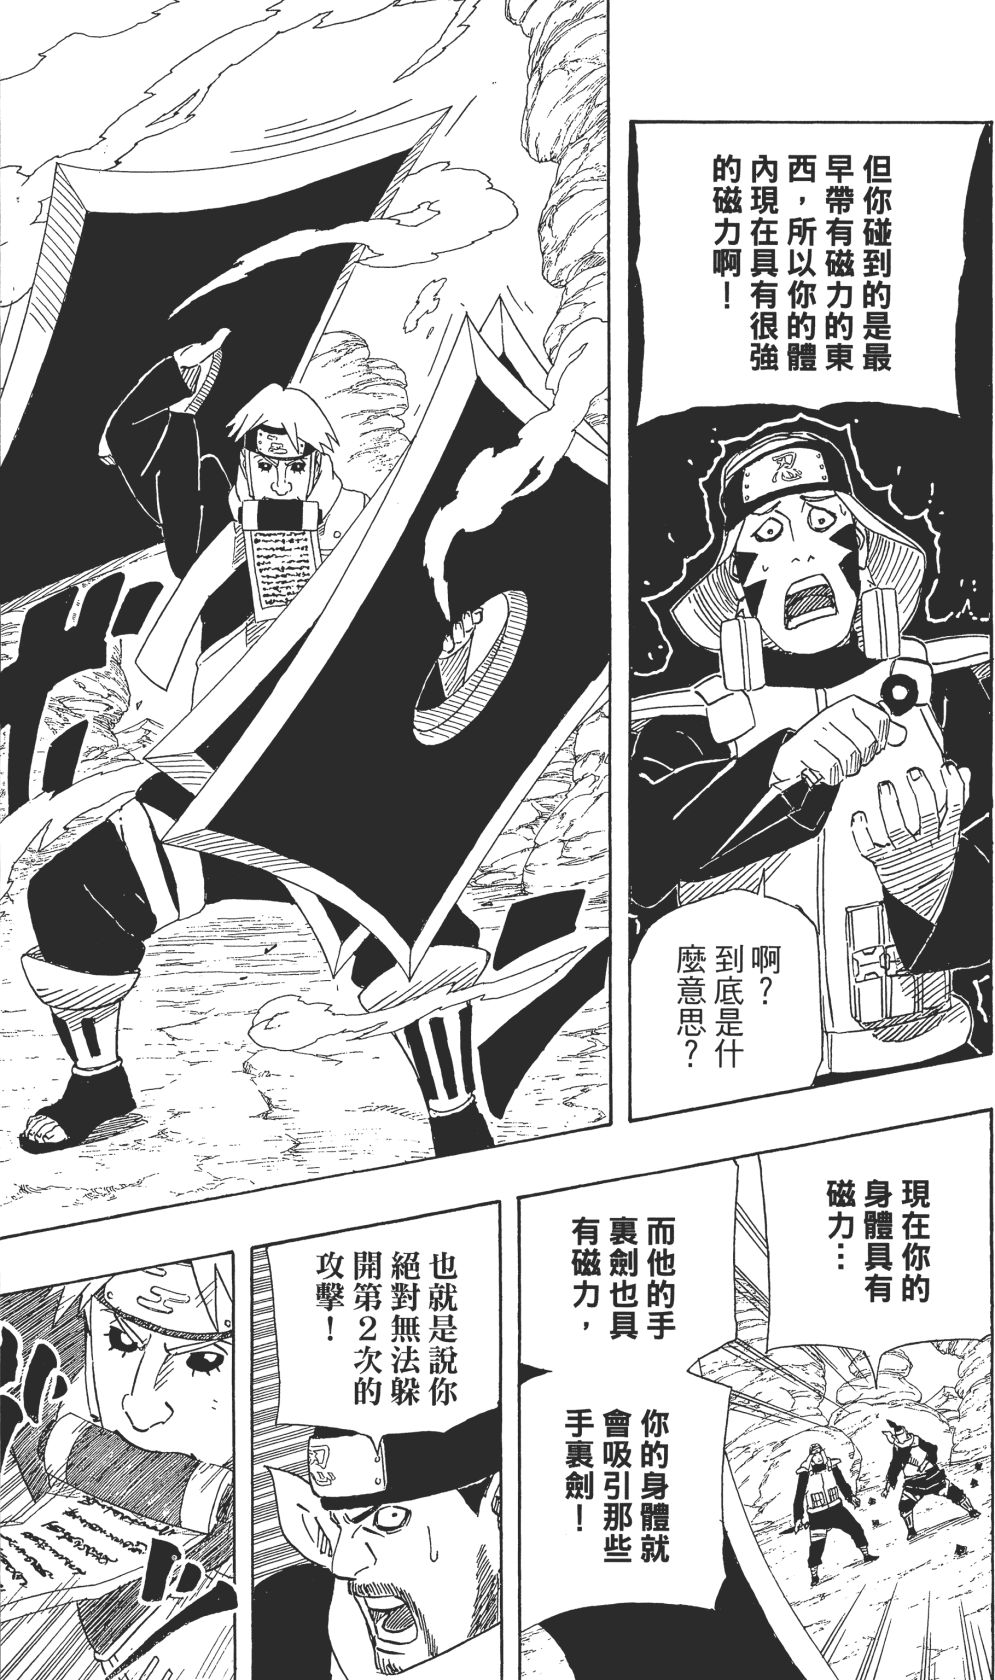 但你碰到的是最
早帶有磁力的東
西，所以你的體
內現在具有很強
的磁力啊！
忍
啊？
到底是什
麼意思？
現在你的
身體具有
磁力…
而他的手
裏劍也具
有磁力，
你的身體就
會吸引那些
手裏劍！
也就是說你
絕對無法躲
開第２次的
攻擊！